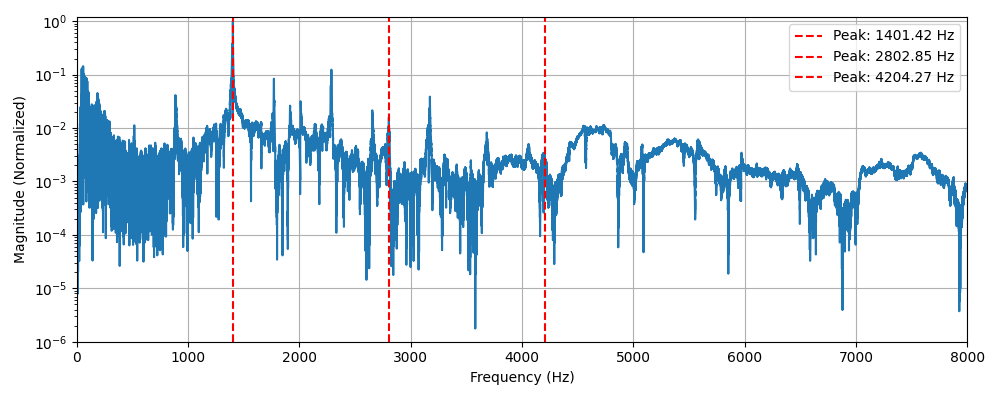 Magnitude (Normalized)
10⁰
10⁻¹
10⁻²
10⁻³
10⁻⁴
10⁻⁵
10⁻⁶
Peak: 1401.42 Hz
Peak: 2802.85 Hz
Peak: 4204.27 Hz
0 1000 2000 3000 4000 5000 6000 7000 8000
Frequency (Hz)